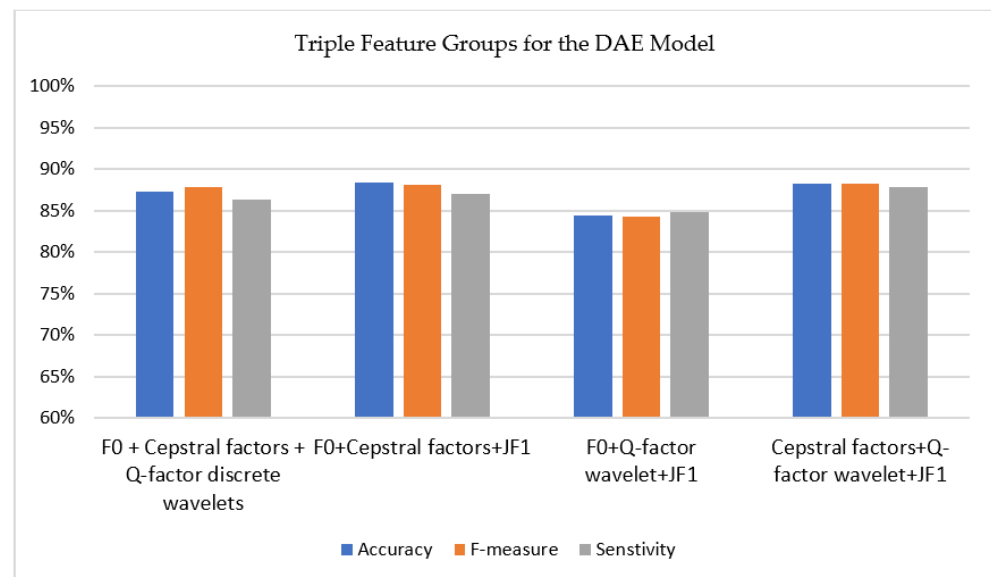 Triple Feature Groups for the DAE Model
100%
95%
90%
85%
80%
75%
70%
65%
60%
F0 + Cepstral factors +
Q-factor discrete
wavelets
F0+Cepstral factors+JF1
F0+Q-factor
wavelet+JF1
Cepstral factors+Q-
factor wavelet+JF1
Accuracy
F-measure
Senstivity